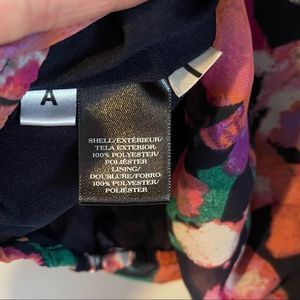 A
SHELL/EXTÉRIEUR/
TELA EXTERIOR:
100% POLYESTER/
POLIÉSTER
LINING/
DOUBLURE/FORRO:
100% POLYESTER/
POLIÉSTER